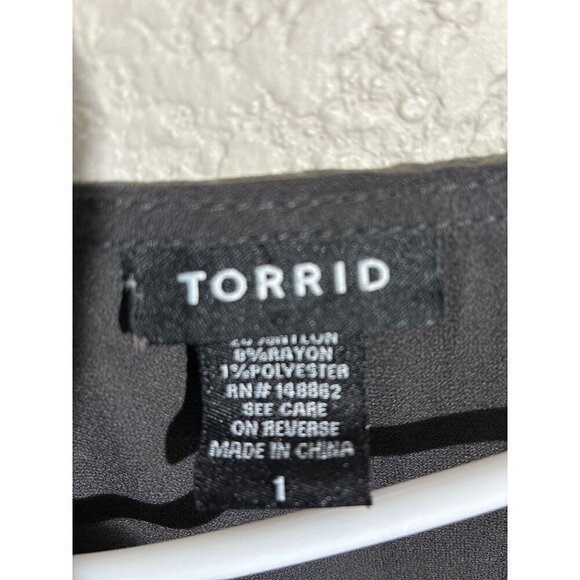 TORRID
8% RAYON
1% POLYESTER
RN# 148862
SEE CARE
ON REVERSE
MADE IN CHINA
1